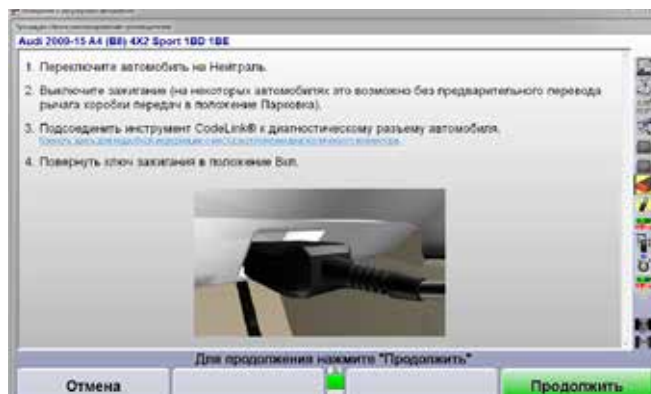 Audi 2009-15 A4 (B8) 4X2 Sport 1BD 1BE
1. Переключите автомобиль на Нейтраль.
2. Выключите зажигание (на некоторых автомобилях это возможно без предварительного перевода
рычага коробки передач в положение Парковка).
3. Подсоединить инструмент CodeLink® к диагностическому разъему автомобиля.
4. Повернуть ключ зажигания в положение Вкл.
Для продолжения нажмите "Продолжить"
Отмена
Продолжить